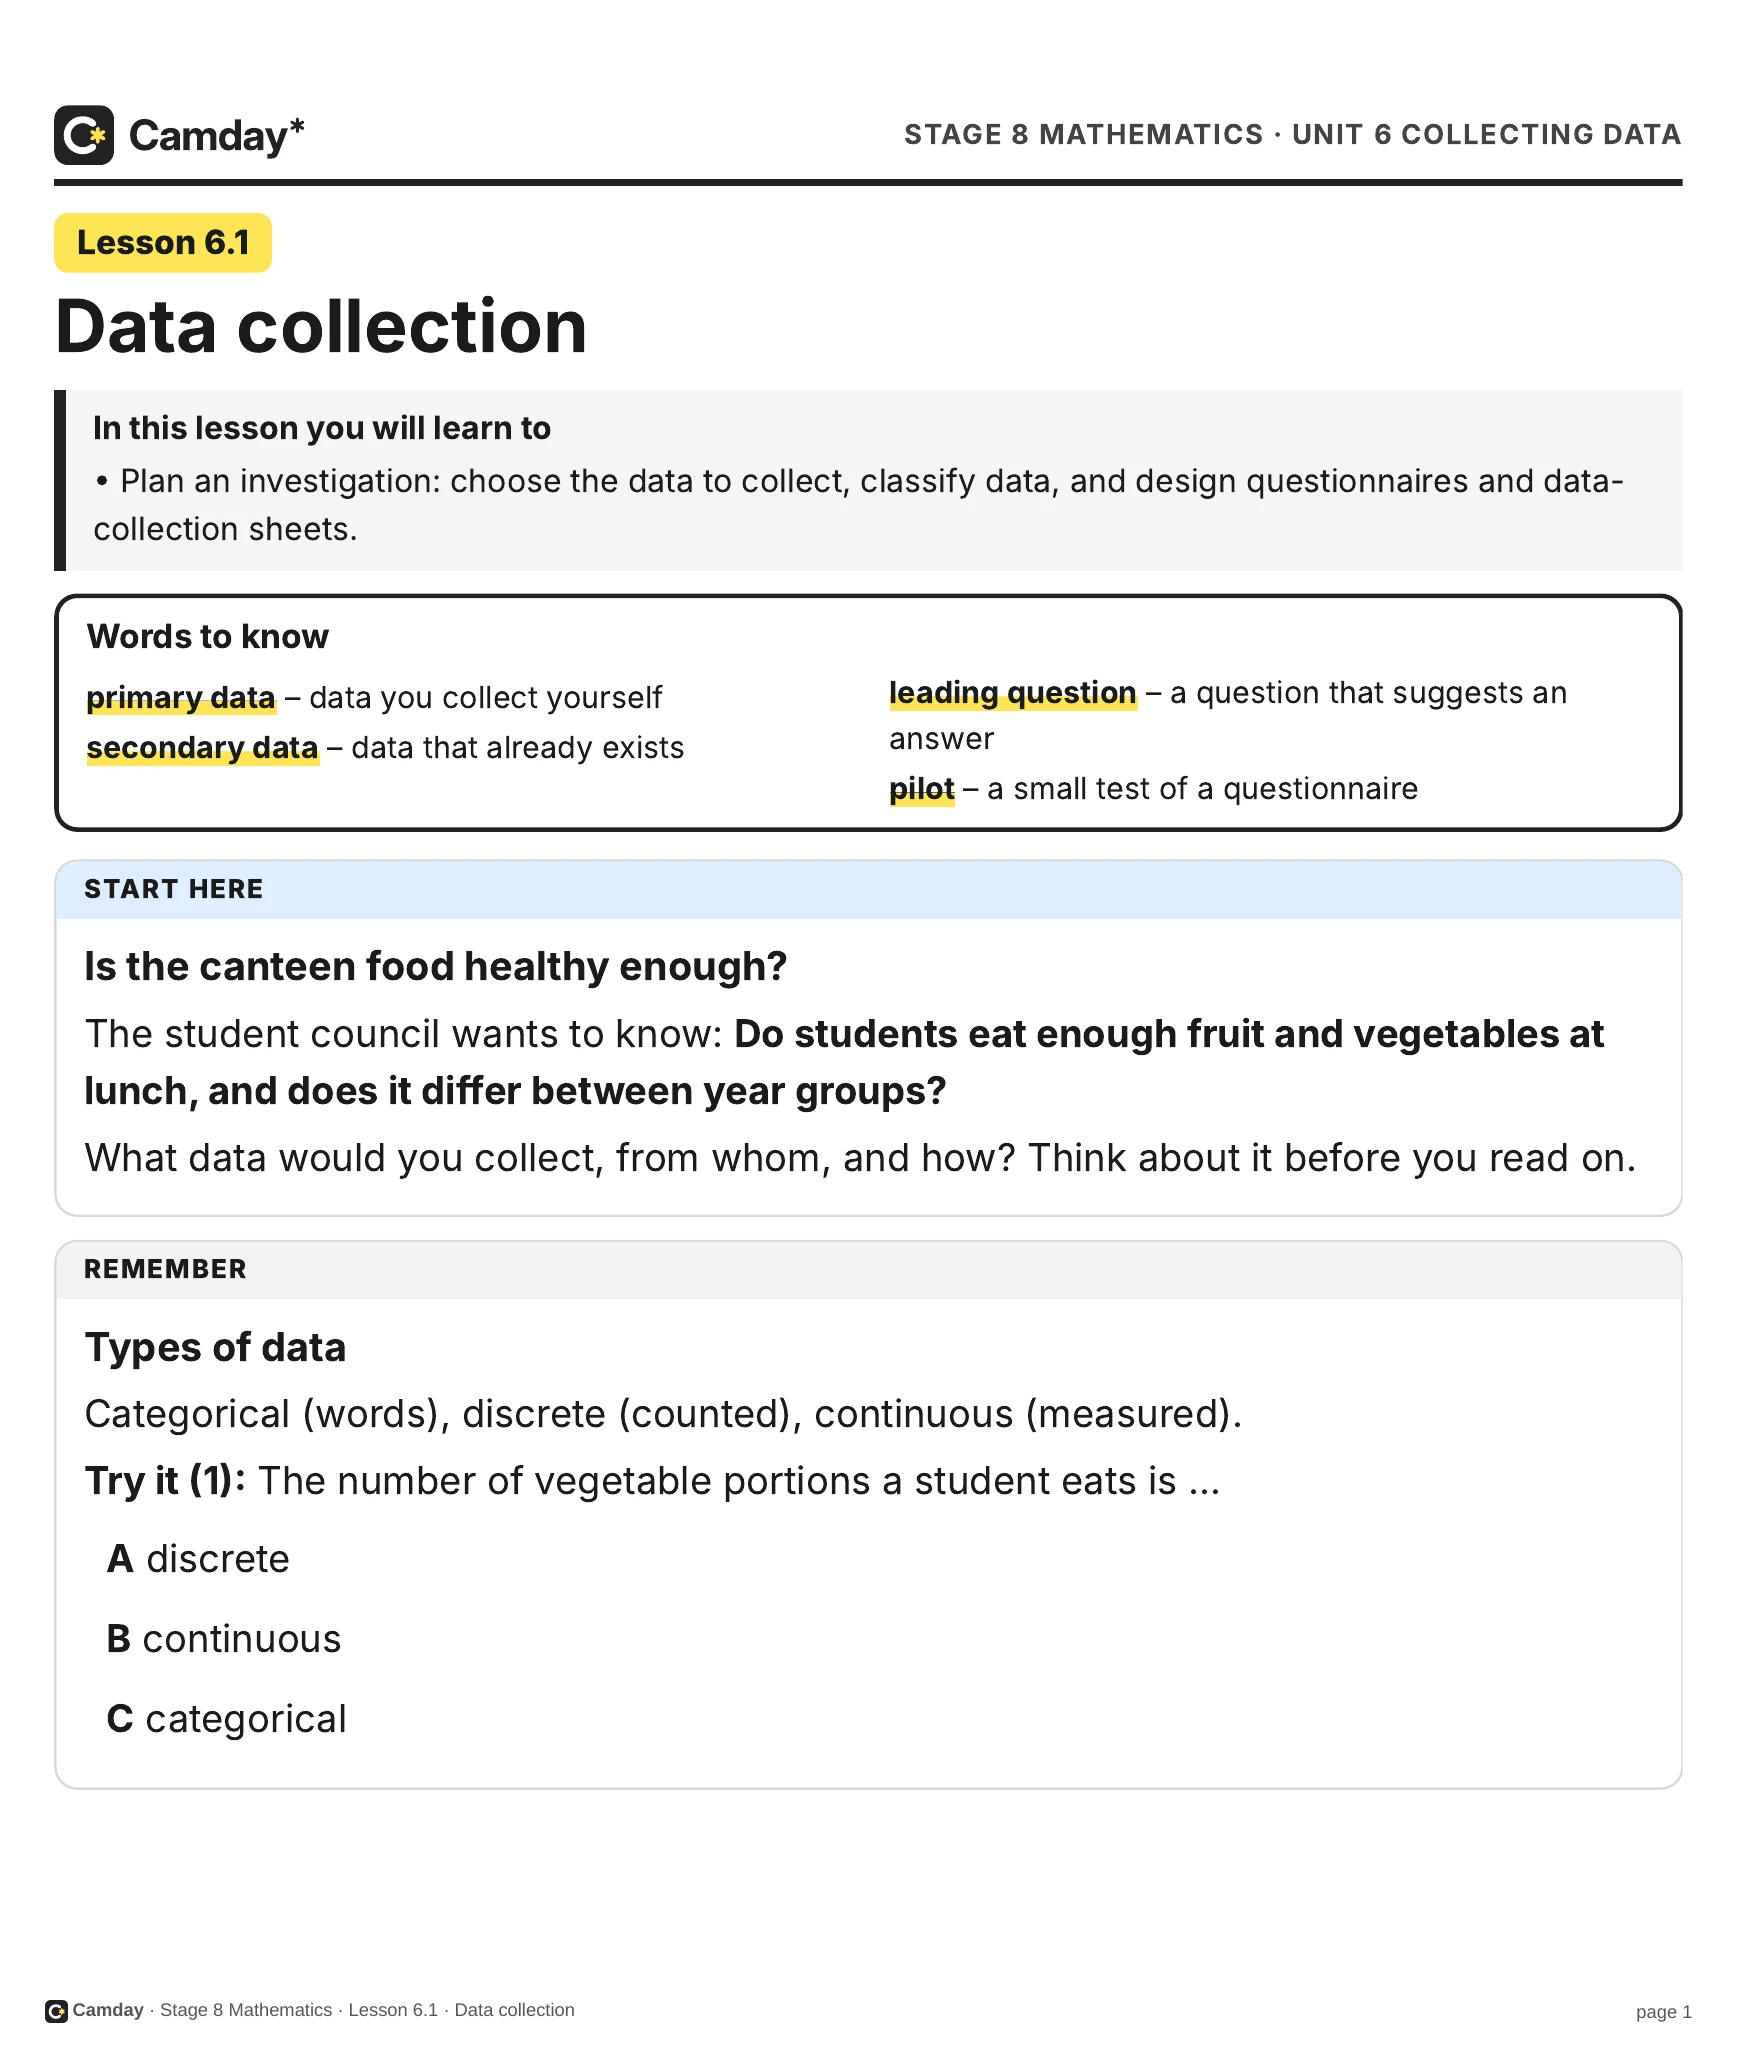 Camday*
STAGE 8 MATHEMATICS · UNIT 6 COLLECTING DATA
Lesson 6.1
Data collection
In this lesson you will learn to
• Plan an investigation: choose the data to collect, classify data, and design questionnaires and data-
collection sheets.
Words to know
primary data – data you collect yourself
secondary data – data that already exists
leading question – a question that suggests an
answer
pilot – a small test of a questionnaire
START HERE
Is the canteen food healthy enough?
The student council wants to know: Do students eat enough fruit and vegetables at
lunch, and does it differ between year groups?
What data would you collect, from whom, and how? Think about it before you read on.
REMEMBER
Types of data
Categorical (words), discrete (counted), continuous (measured).
Try it (1): The number of vegetable portions a student eats is ...
A discrete
B continuous
C categorical
Camday · Stage 8 Mathematics · Lesson 6.1 · Data collection
page 1